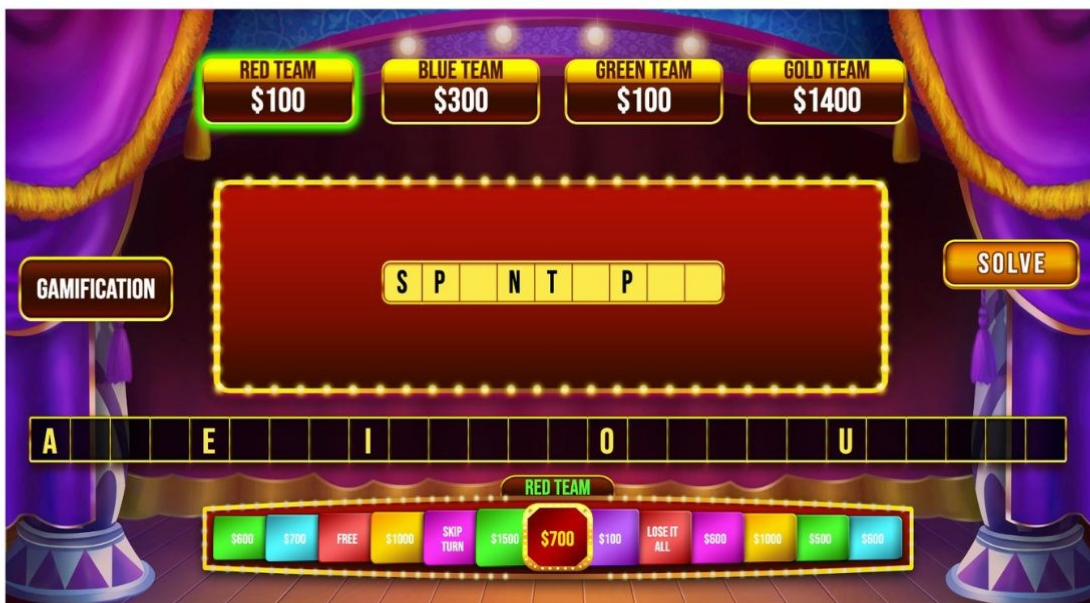 RED TEAM BLUE TEAM GREEN TEAM GOLD TEAM
$100 $300 $100 $1400
SOLVE
GAMIFICATION
S P N T P
A E I O U
RED TEAM
$600 $700 FREE $1000 SKIP TURN $1500 $700 $100 LOSE IT ALL $600 $1000 $500 $600